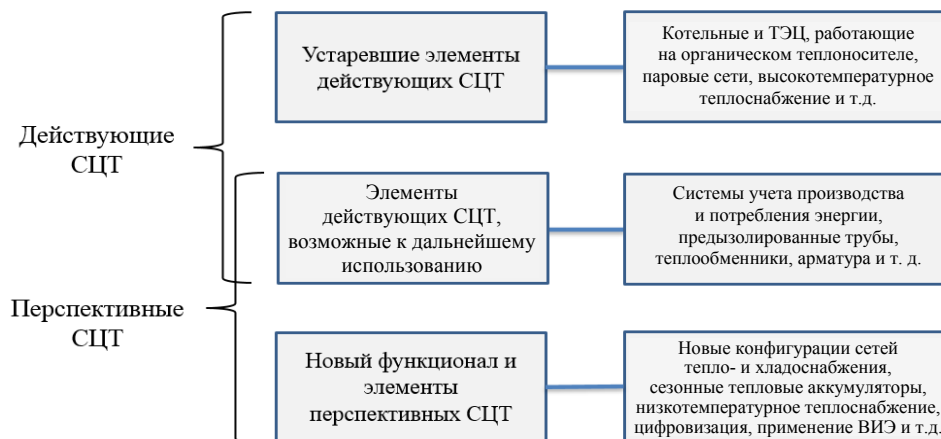 Действующие
СЦТ
Перспективные
СЦТ
Устаревшие элементы
действующих СЦТ
Котельные и ТЭЦ, работающие
на органическом теплоносителе,
паровые сети, высокотемпературное
теплоснабжение и т.д.
Элементы
действующих СЦТ,
возможные к дальнейшему
использованию
Системы учета производства
и потребления энергии,
предызолированные трубы,
теплообменники, арматура и т. д.
Новый функционал и
элементы
перспективных СЦТ
Новые конфигурации сетей
тепло- и хладоснабжения,
сезонные тепловые аккумуляторы,
низкотемпературное теплоснабжение,
цифровизация, применение ВИЭ и т.д.